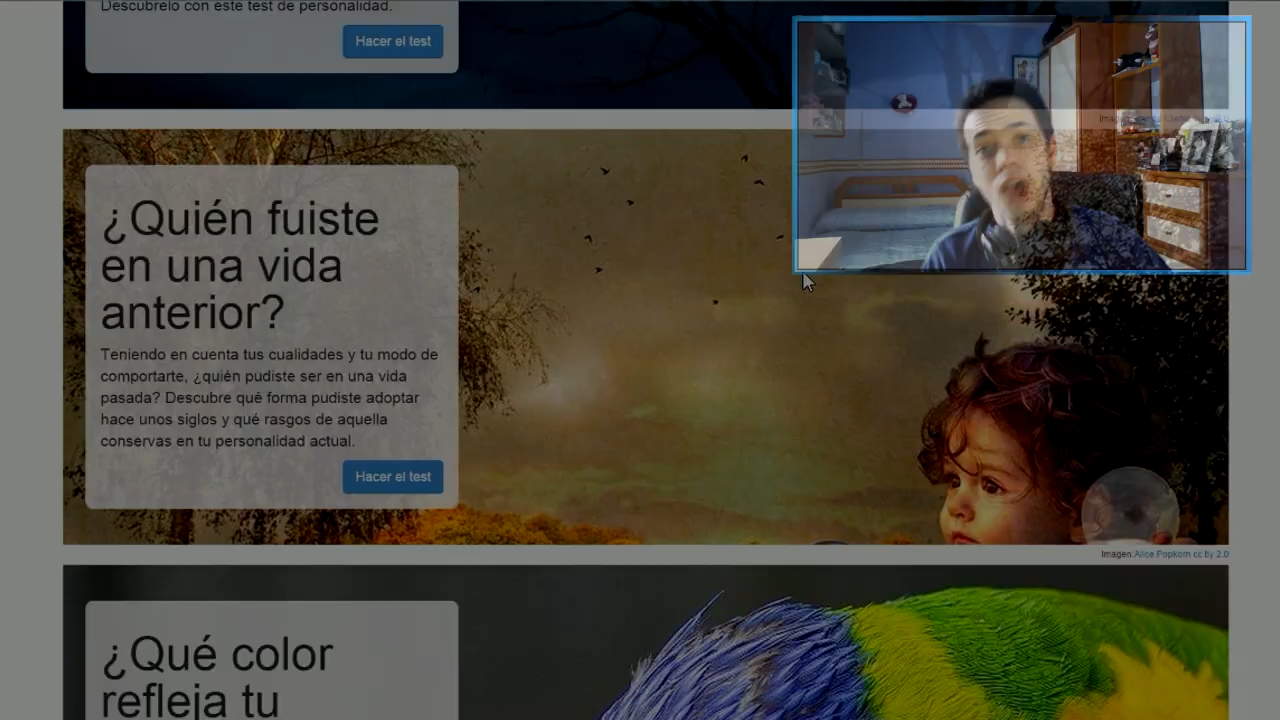 Descúbrelo con este test de personalidad.
Hacer el test
¿Quién fuiste
en una vida
anterior?
Teniendo en cuenta tus cualidades y tu modo de
comportarte, ¿quién pudiste ser en una vida
pasada? Descubre qué forma pudiste adoptar
hace unos siglos y qué rasgos de aquella
conservas en tu personalidad actual.
Hacer el test
Imagen:Alice Popkorn cc by 2.0
¿Qué color
refleja tu